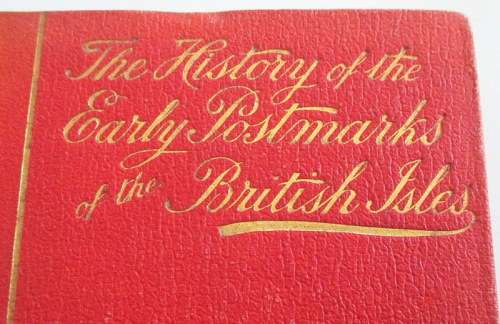 The History of the
Early Postmarks
of the British Isles